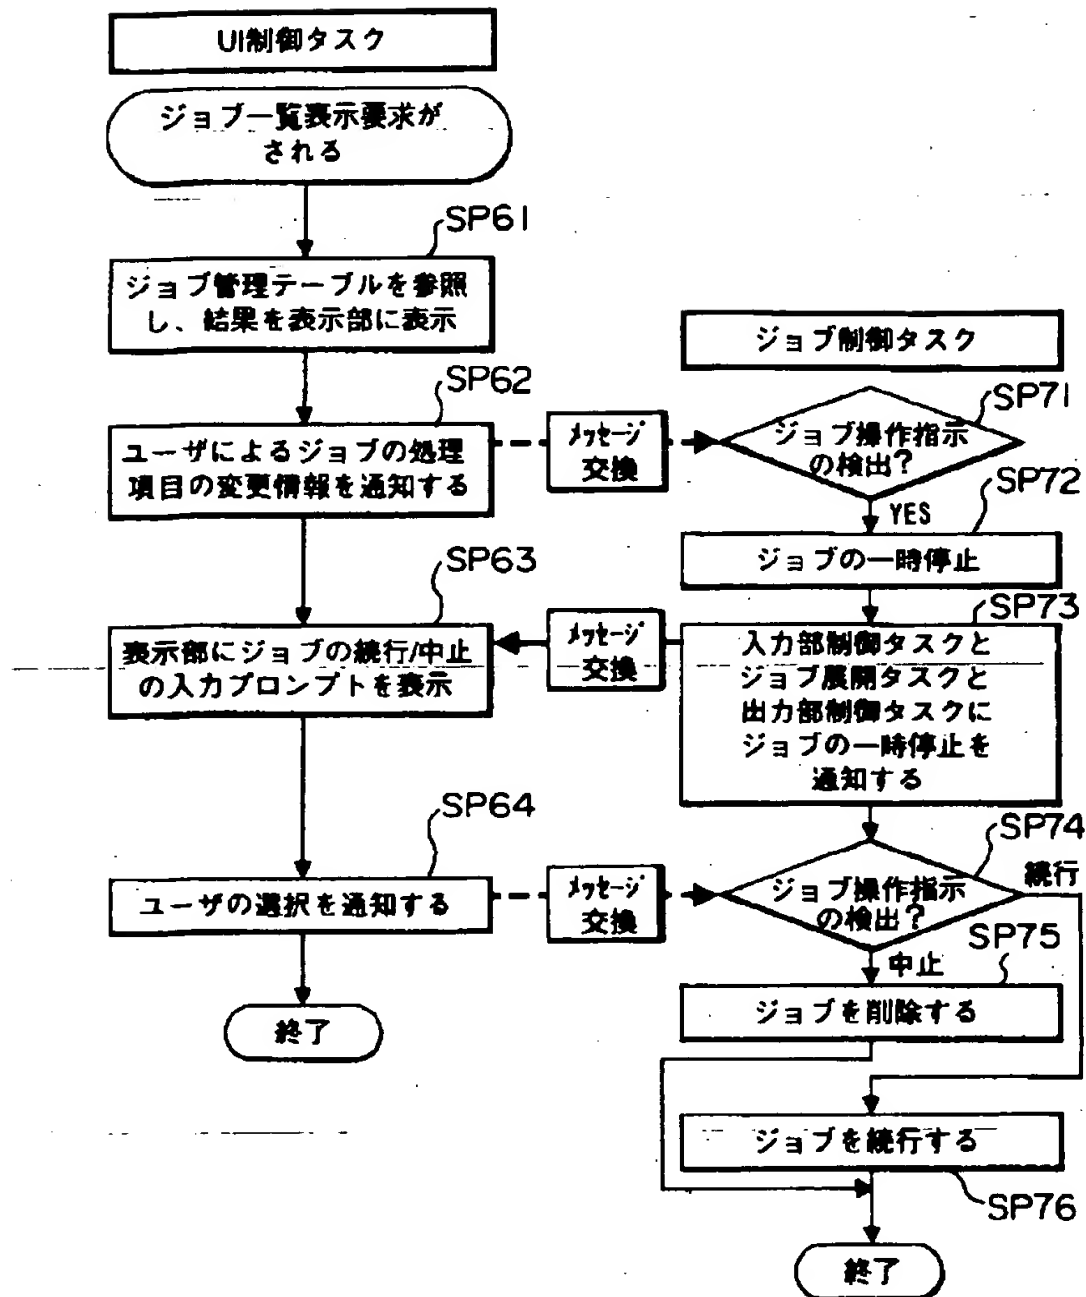 UI制御タスク
ジョブ一覧表示要求が
される
SP61
ジョブ管理テーブルを参照
し、結果を表示部に表示
SP62
ユーザによるジョブの処理
項目の変更情報を通知する
メッセージ
交換
SP63
表示部にジョブの続行/中止
の入力プロンプトを表示
メッセージ
交換
SP64
ユーザの選択を通知する
メッセージ
交換
終了
ジョブ制御タスク
SP71
ジョブ操作指示
の検出?
YES
SP72
ジョブの一時停止
SP73
入力部制御タスクと
ジョブ展開タスクと
出力部制御タスクに
ジョブの一時停止を
通知する
SP74
ジョブ操作指示
の検出?
続行
中止
SP75
ジョブを削除する
ジョブを続行する
SP76
終了